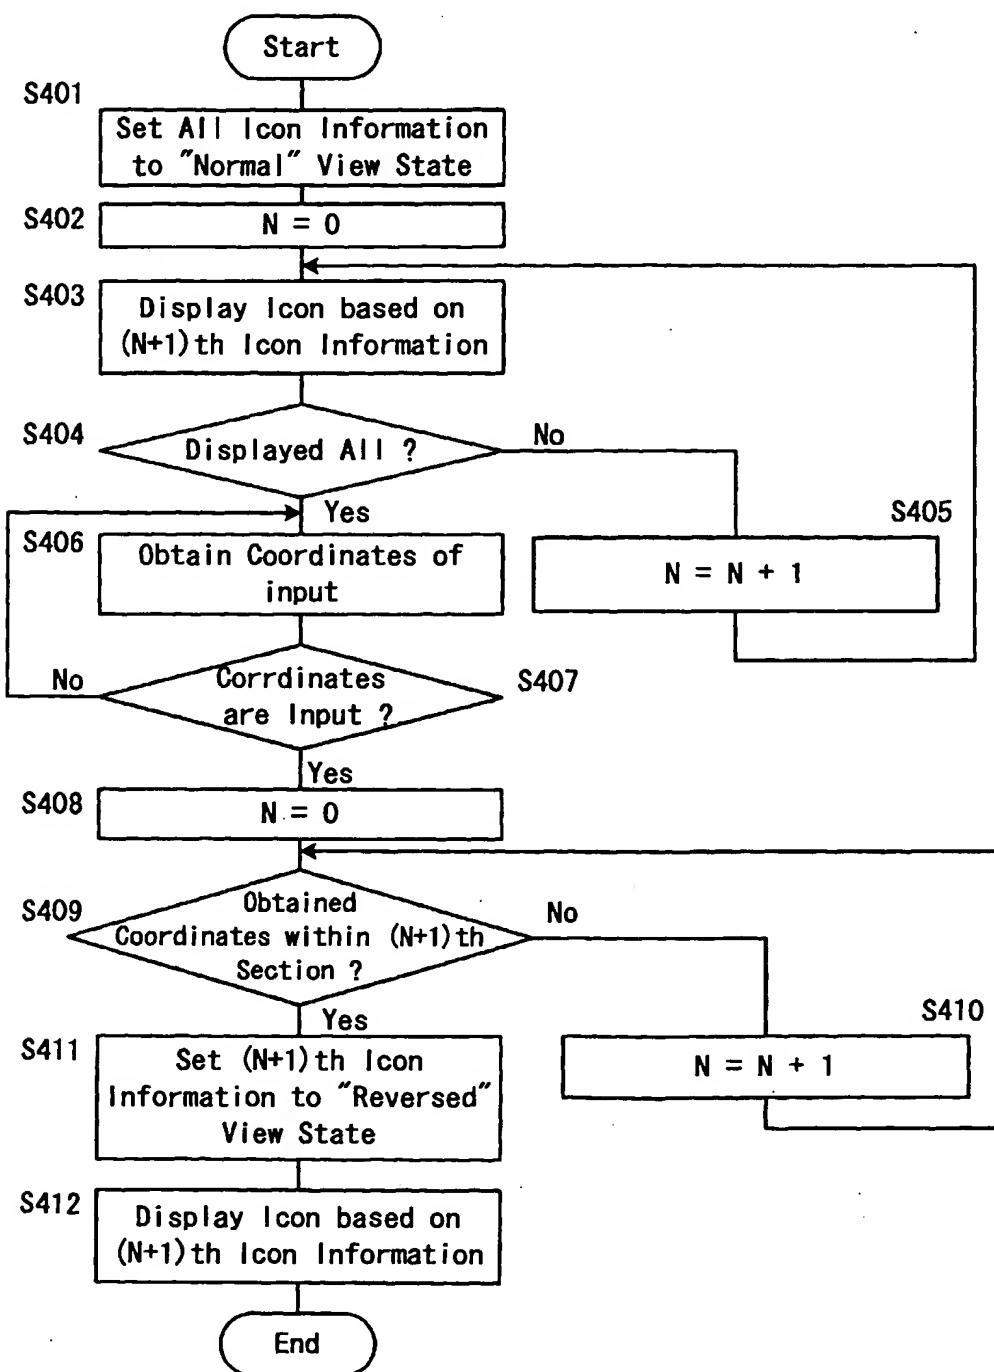 Start
S401
Set All Icon Information
to "Normal" View State
S402
N = 0
S403
Display Icon based on
(N+1)th Icon Information
S404
Displayed All ?
No
Yes
S405
N = N + 1
S406
Obtain Coordinates of
input
No
Corrdinates
are Input ?
S407
Yes
S408
N = 0
S409
Obtained
Coordinates within (N+1)th
Section ?
No
Yes
S410
N = N + 1
S411
Set (N+1)th Icon
Information to "Reversed"
View State
S412
Display Icon based on
(N+1)th Icon Information
End